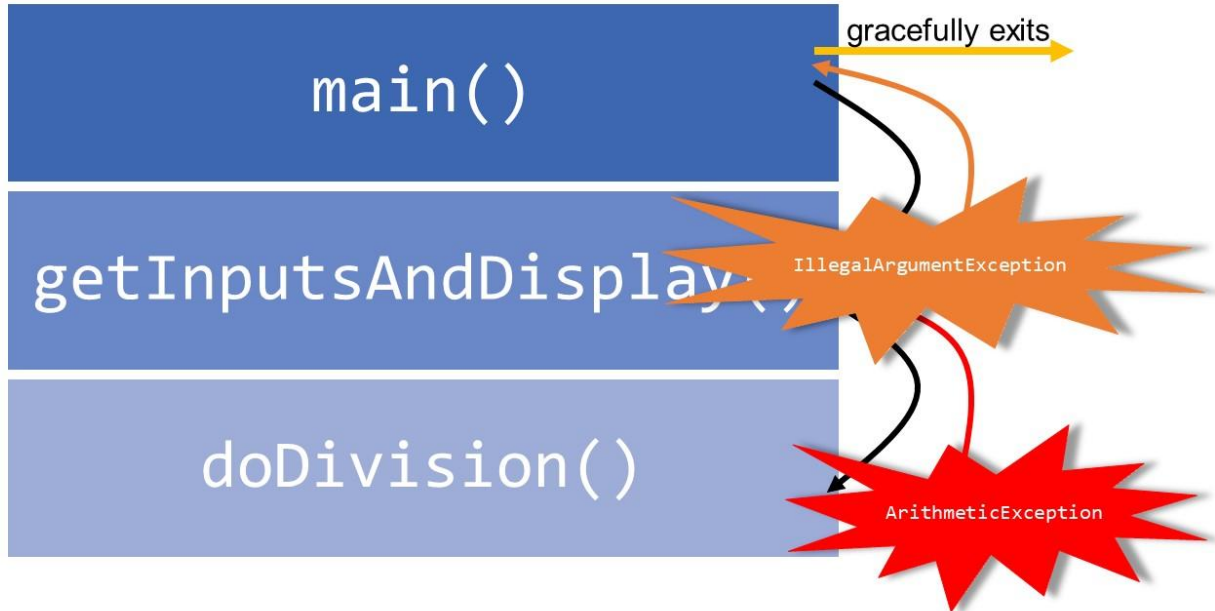 gracefully exits
main()
getInputsAndDisplay()
IllegalArgumentException
doDivision()
ArithmeticException